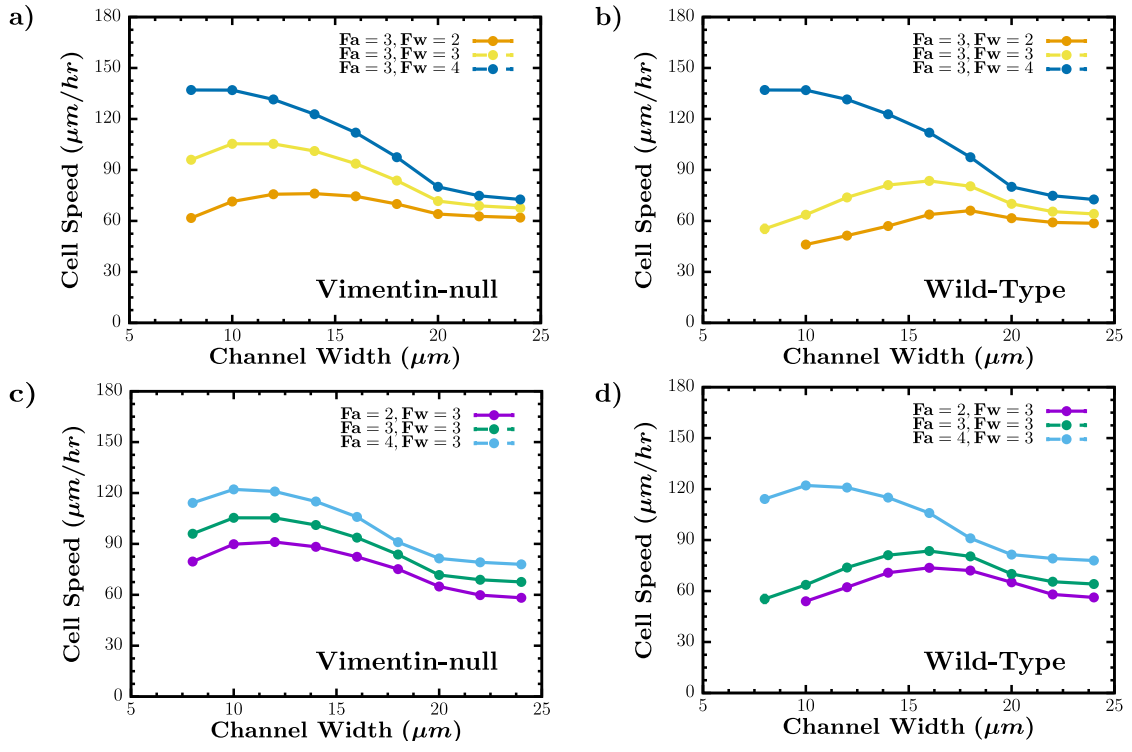 a)
180
150
120
90
60
30
0
Cell Speed (μm/hr)
Fa = 3, Fw = 2
Fa = 3, Fw = 3
Fa = 3, Fw = 4
Vimentin-null
5 10 15 20 25
Channel Width (μm)
b)
180
150
120
90
60
30
0
Cell Speed (μm/hr)
Fa = 3, Fw = 2
Fa = 3, Fw = 3
Fa = 3, Fw = 4
Wild-Type
5 10 15 20 25
Channel Width (μm)
c)
180
150
120
90
60
30
0
Cell Speed (μm/hr)
Fa = 2, Fw = 3
Fa = 3, Fw = 3
Fa = 4, Fw = 3
Vimentin-null
5 10 15 20 25
Channel Width (μm)
d)
180
150
120
90
60
30
0
Cell Speed (μm/hr)
Fa = 2, Fw = 3
Fa = 3, Fw = 3
Fa = 4, Fw = 3
Wild-Type
5 10 15 20 25
Channel Width (μm)